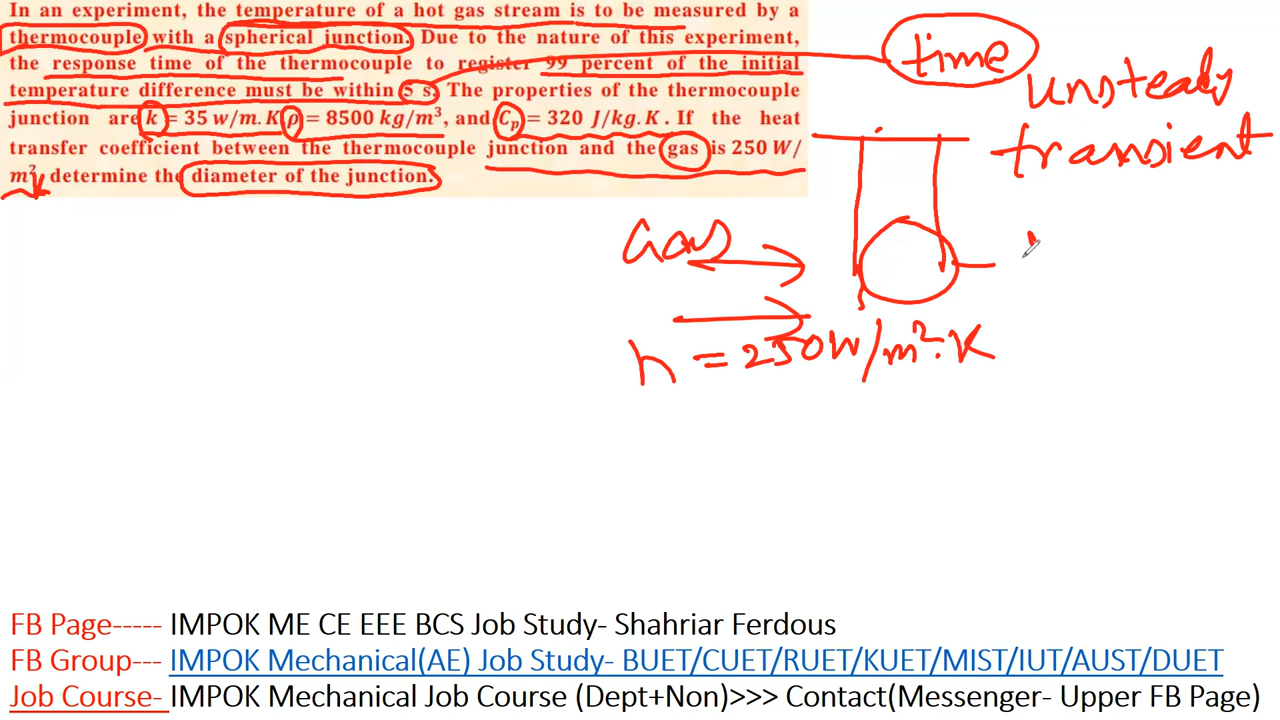 In an experiment, the temperature of a hot gas stream is to be measured by a
thermocouple with a spherical junction. Due to the nature of this experiment,
the response time of the thermocouple to register 99 percent of the initial
temperature difference must be within 5 s. The properties of the thermocouple
junction are k = 35 w/m.K ρ = 8500 kg/m³, and Cₚ = 320 J/kg.K . If the heat
transfer coefficient between the thermocouple junction and the gas is 250 W/
m²k determine the diameter of the junction.
time
unsteady
transient
Gas
h = 250W/m².K
FB Page----- IMPOK ME CE EEE BCS Job Study- Shahriar Ferdous
FB Group--- IMPOK Mechanical(AE) Job Study- BUET/CUET/RUET/KUET/MIST/IUT/AUST/DUET
Job Course- IMPOK Mechanical Job Course (Dept+Non)>>> Contact(Messenger- Upper FB Page)